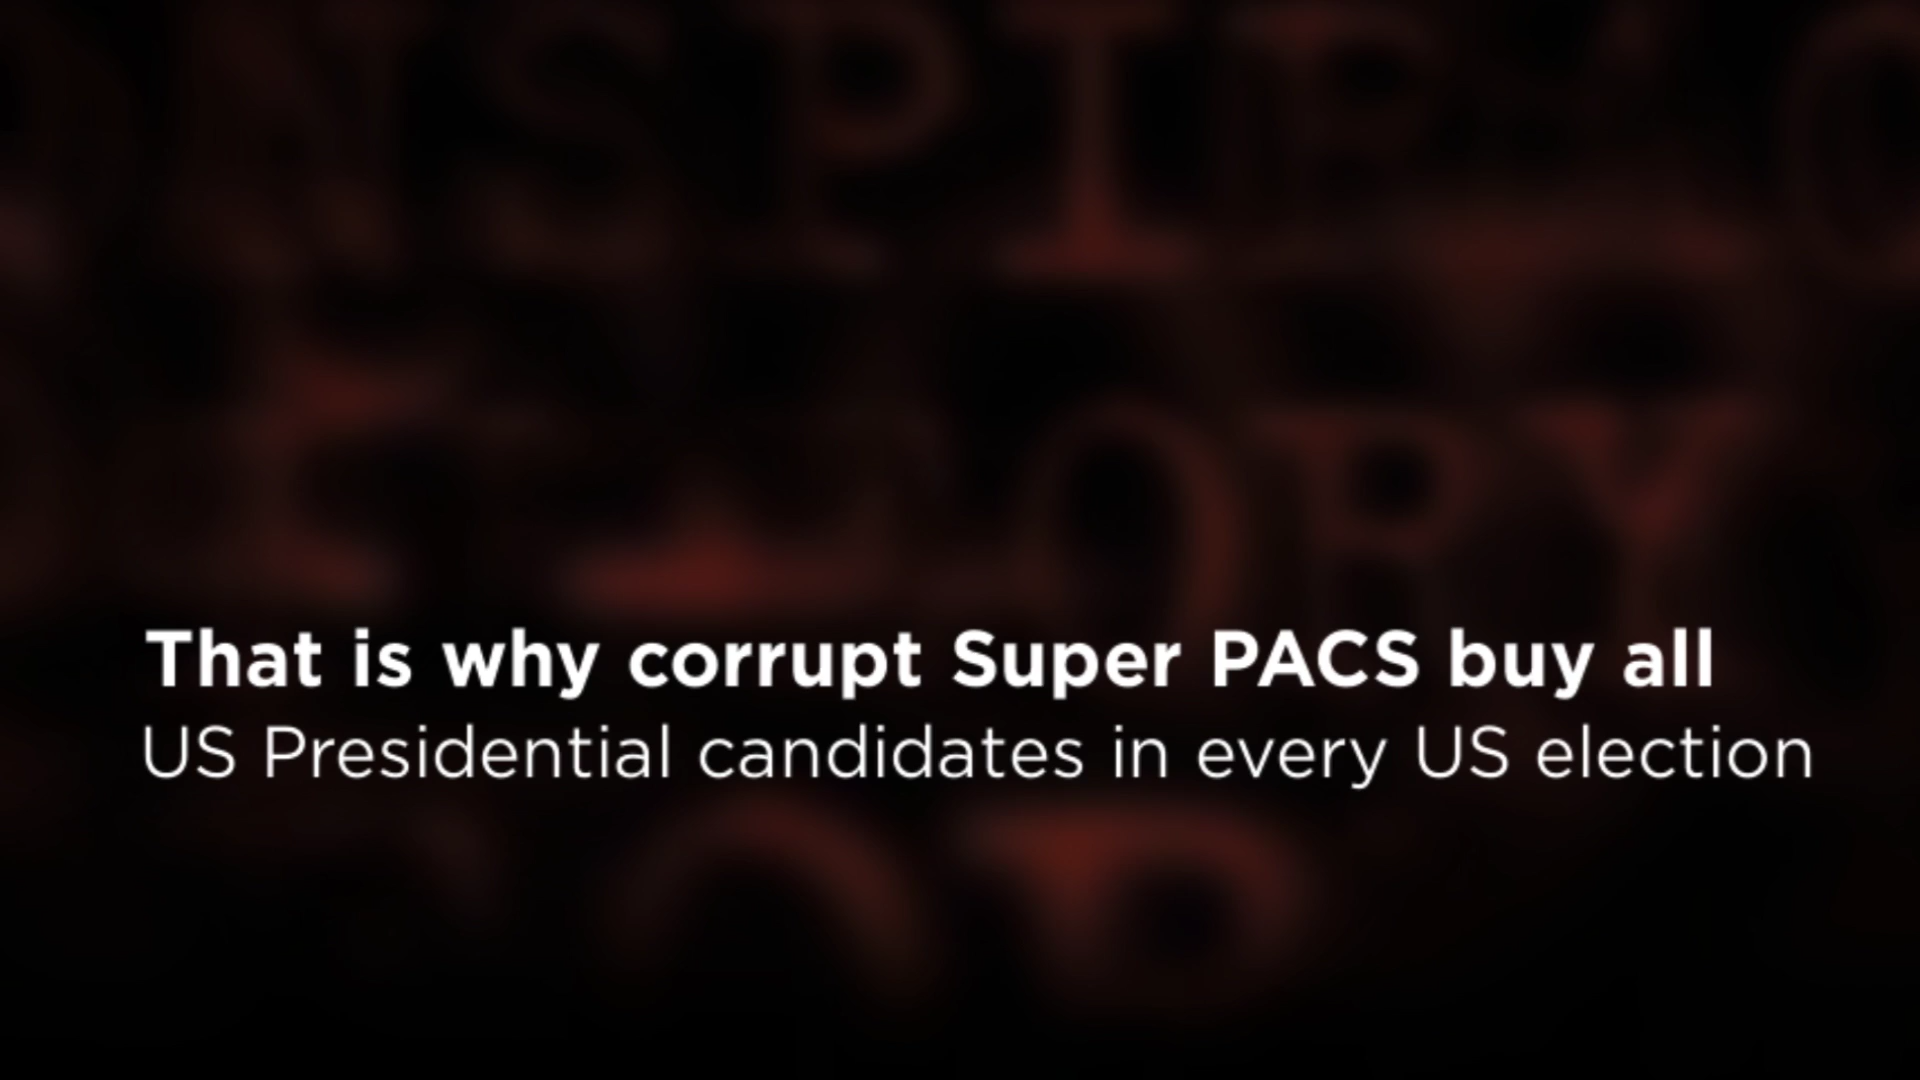 That is why corrupt Super PACS buy all
US Presidential candidates in every US election